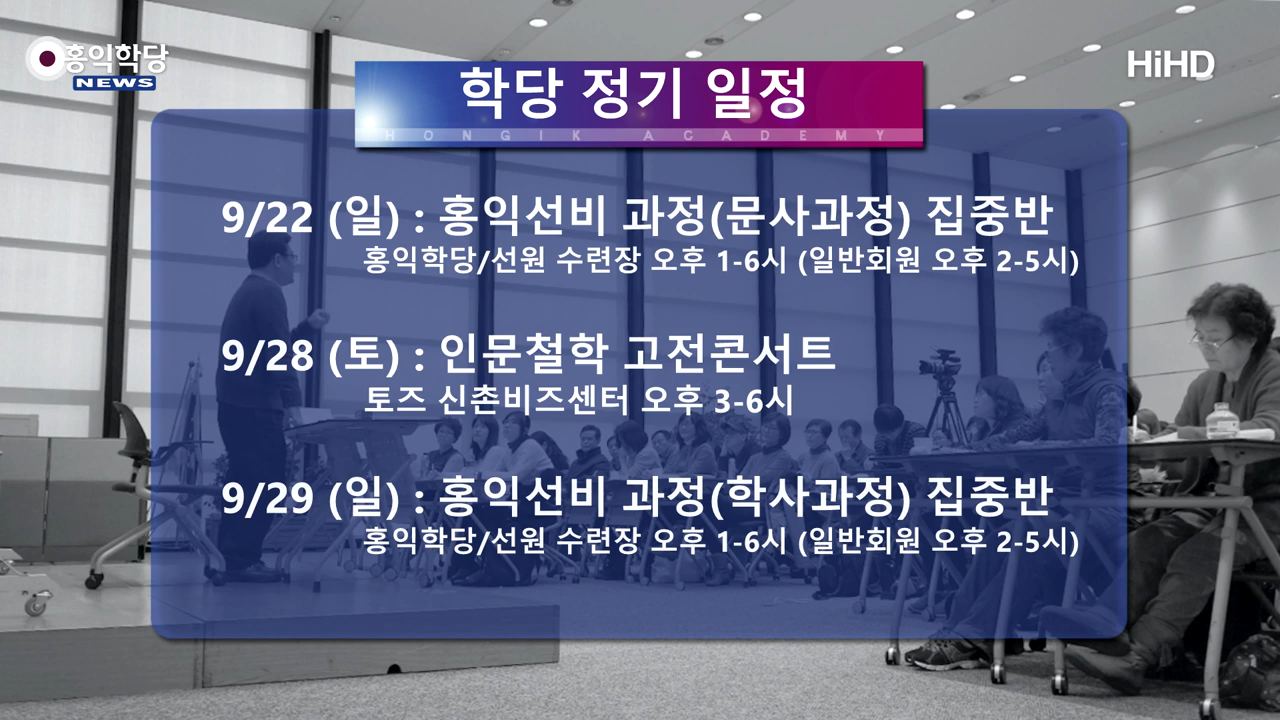 홍익학당
NEWS
HiHD
학당 정기 일정
HONGIK ACADEMY
9/22 (일) : 홍익선비 과정(문사과정) 집중반
홍익학당/선원 수련장 오후 1-6시 (일반회원 오후 2-5시)
9/28 (토) : 인문철학 고전콘서트
토즈 신촌비즈센터 오후 3-6시
9/29 (일) : 홍익선비 과정(학사과정) 집중반
홍익학당/선원 수련장 오후 1-6시 (일반회원 오후 2-5시)